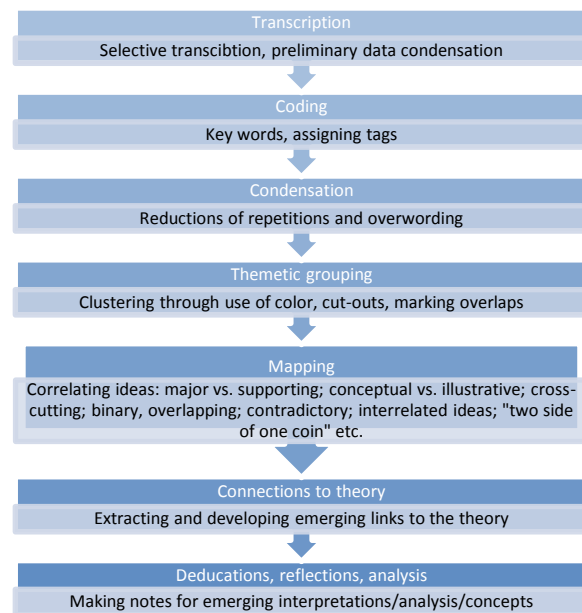 Transcription
Selective transcibtion, preliminary data condensation
Coding
Key words, assigning tags
Condensation
Reductions of repetitions and overwording
Themetic grouping
Clustering through use of color, cut-outs, marking overlaps
Mapping
Correlating ideas: major vs. supporting; conceptual vs. illustrative; cross-
cutting; binary, overlapping; contradictory; interrelated ideas; "two side
of one coin" etc.
Connections to theory
Extracting and developing emerging links to the theory
Deducations, reflections, analysis
Making notes for emerging interpretations/analysis/concepts